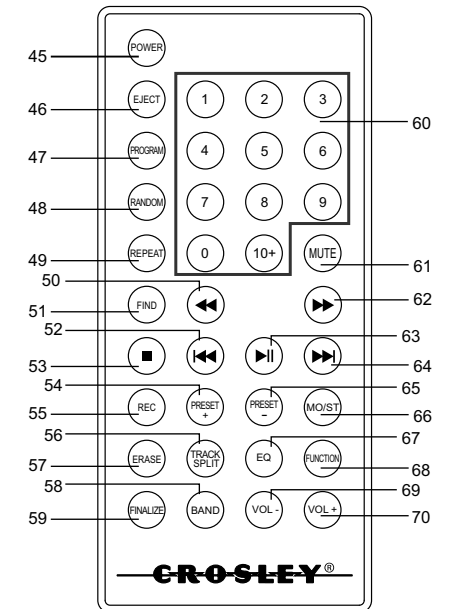 POWER
45
46 EJECT 1 2 3
60
47 PROGRAM 4 5 6
48 RANDOM 7 8 9
49 REPEAT 0 10+ MUTE
61
50
51 FIND 62
52 63
53 64
54 65
55 REC PRESET + PRESET - MO/ST 66
56 67
57 ERASE TRACK SPLIT EQ FUNCTION 68
58 69
59 FINALIZE BAND VOL - VOL + 70
CROSLEY®